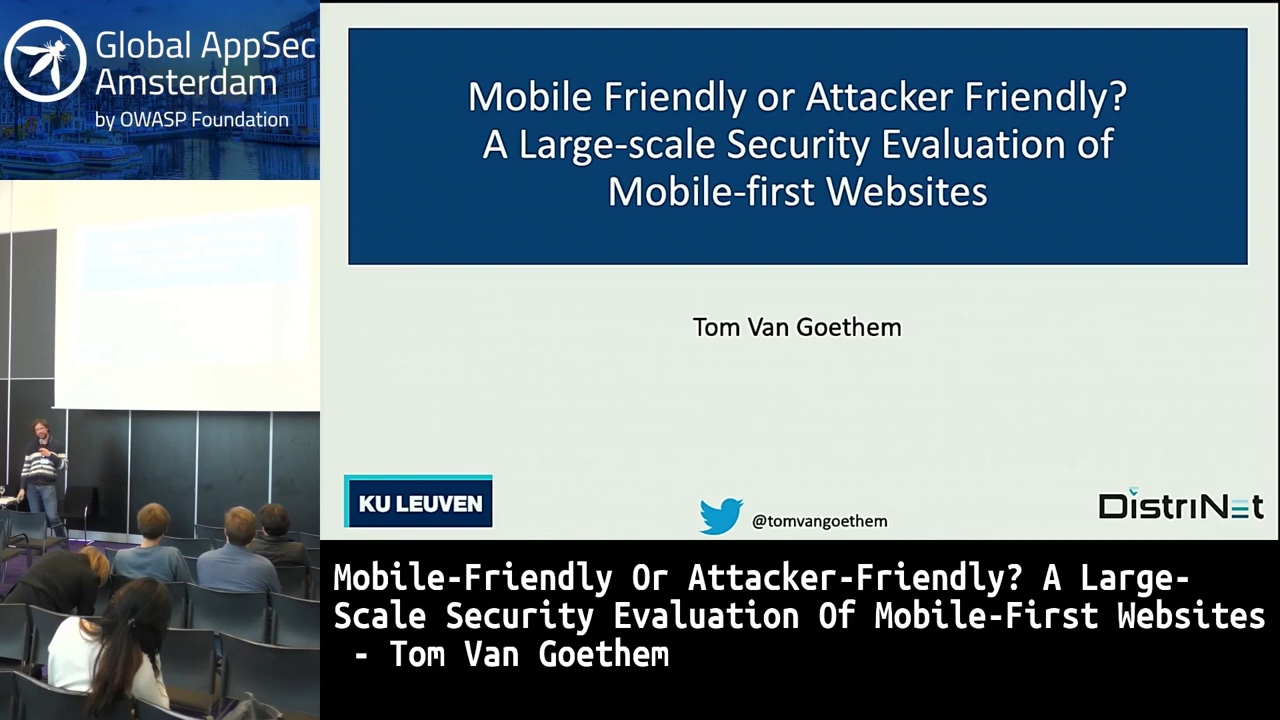 Global AppSec
Amsterdam
by OWASP Foundation
Mobile Friendly or Attacker Friendly?
A Large-scale Security Evaluation of
Mobile-first Websites
Tom Van Goethem
KU LEUVEN
@tomvangoethem
DistriNet
Mobile-Friendly Or Attacker-Friendly? A Large-
Scale Security Evaluation Of Mobile-First Websites
- Tom Van Goethem